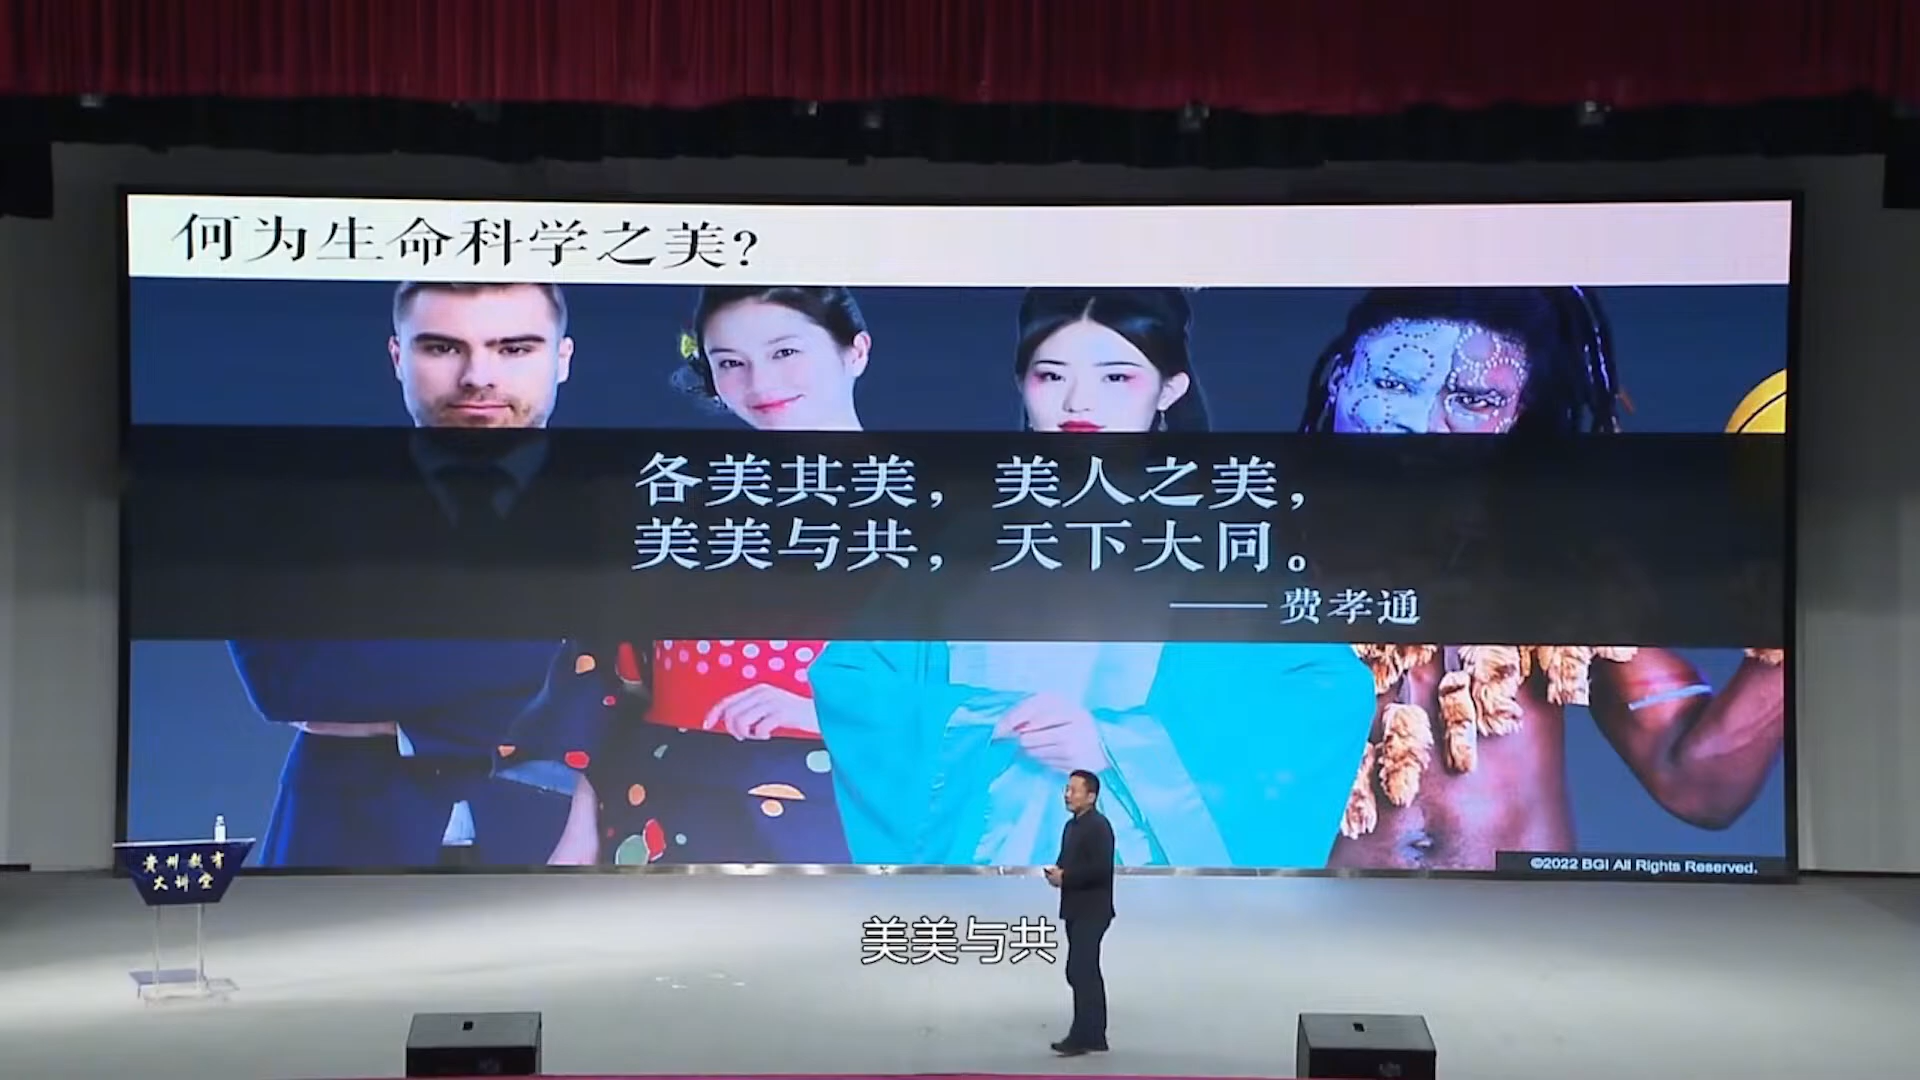 何为生命科学之美?
各美其美，美人之美，
美美与共，天下大同。
——费孝通
©2022 BGI All Rights Reserved.
贵州教育
大讲堂
美美与共